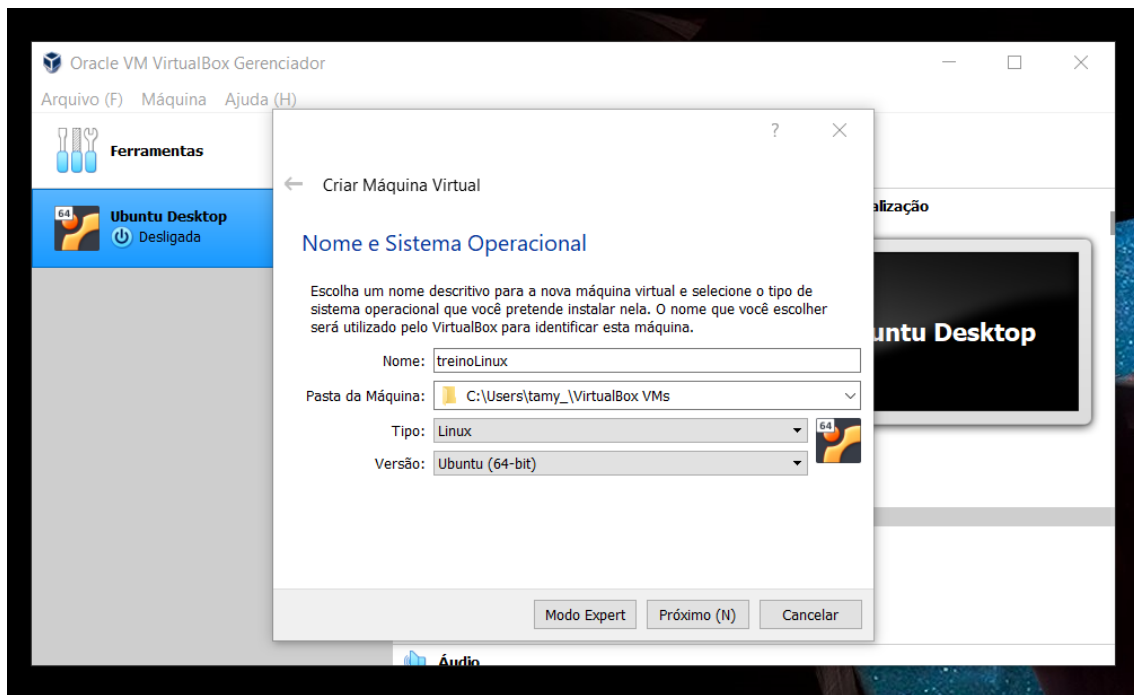 Oracle VM VirtualBox Gerenciador
Arquivo (F) Máquina Ajuda (H)
Ferramentas
64
Ubuntu Desktop
Desligada
?
Criar Máquina Virtual
Nome e Sistema Operacional
Escolha um nome descritivo para a nova máquina virtual e selecione o tipo de
sistema operacional que você pretende instalar nela. O nome que você escolher
será utilizado pelo VirtualBox para identificar esta máquina.
Nome: treinoLinux
Pasta da Máquina: C:\Users\tamy_\VirtualBox VMs
Tipo: Linux
64
Versão: Ubuntu (64-bit)
Modo Expert Próximo (N) Cancelar
alização
untu Desktop
Áudio